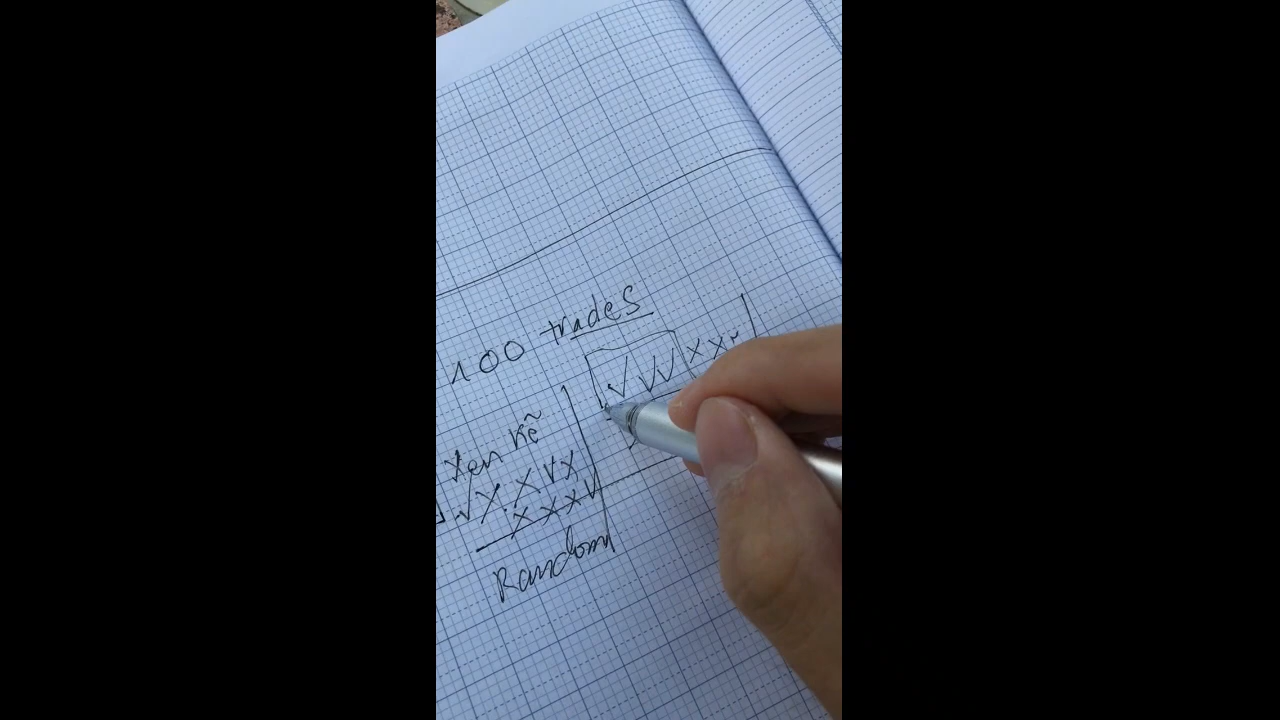 100 trades
√ √√ x x
xen kẽ
√ x x √ x
x x x √
Random